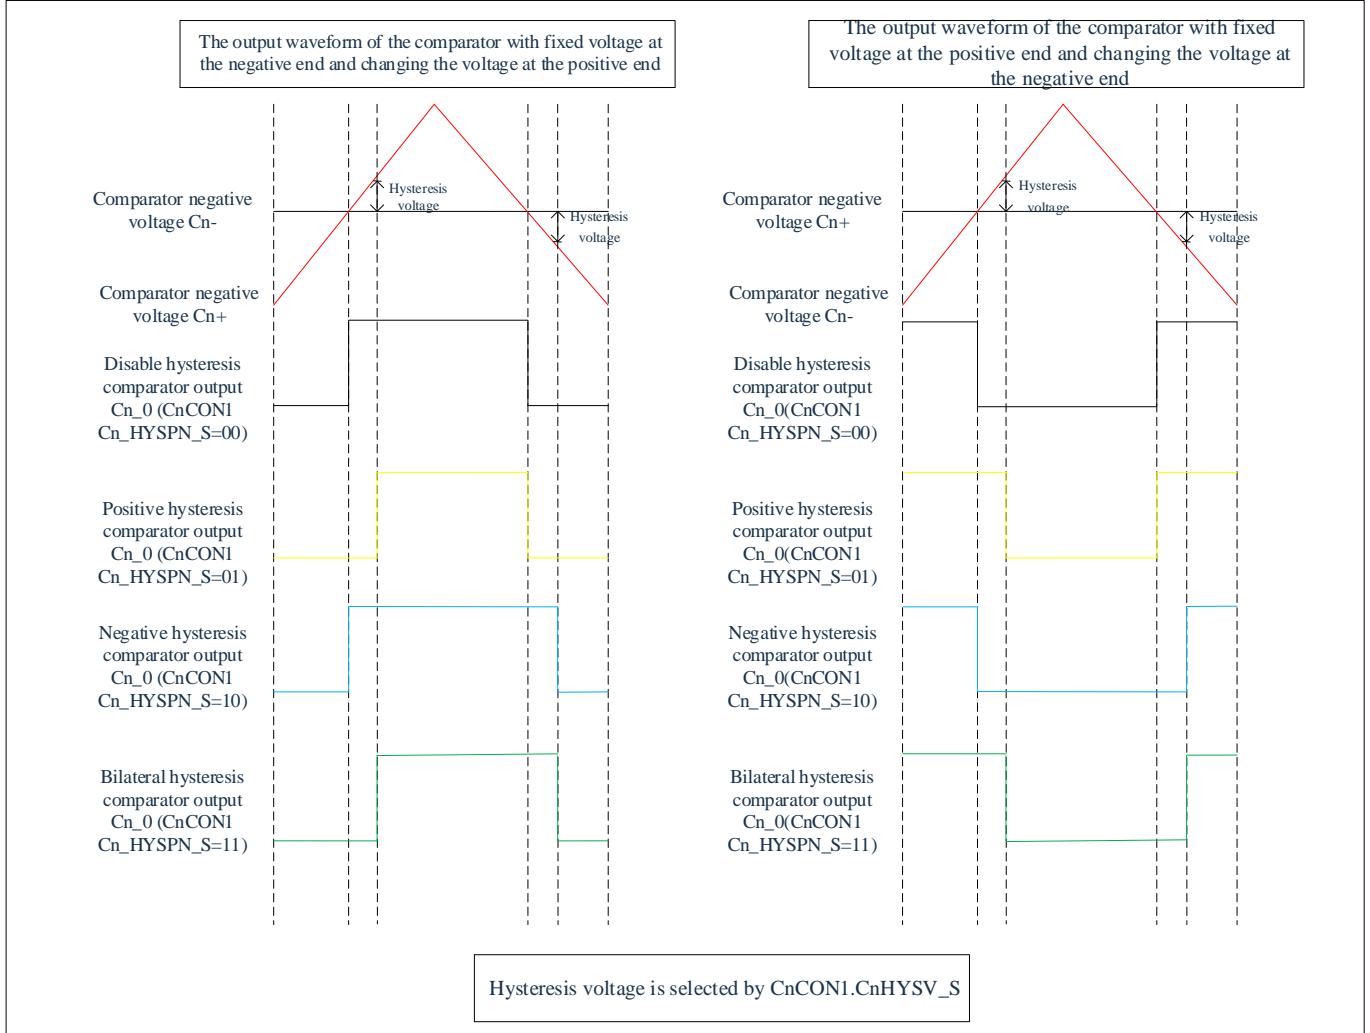 The output waveform of the comparator with fixed voltage at
the negative end and changing the voltage at the positive end
Comparator negative
voltage Cn-
Hysteresis
voltage
Hysteresis
voltage
Comparator negative
voltage Cn+
Disable hysteresis
comparator output
Cn_0 (CnCON1
Cn_HYSPN_S=00)
Positive hysteresis
comparator output
Cn_0 (CnCON1
Cn_HYSPN_S=01)
Negative hysteresis
comparator output
Cn_0 (CnCON1
Cn_HYSPN_S=10)
Bilateral hysteresis
comparator output
Cn_0 (CnCON1
Cn_HYSPN_S=11)
The output waveform of the comparator with fixed
voltage at the positive end and changing the voltage at
the negative end
Comparator negative
voltage Cn+
Hysteresis
voltage
Hysteresis
voltage
Comparator negative
voltage Cn-
Disable hysteresis
comparator output
Cn_0(CnCON1
Cn_HYSPN_S=00)
Positive hysteresis
comparator output
Cn_0(CnCON1
Cn_HYSPN_S=01)
Negative hysteresis
comparator output
Cn_0(CnCON1
Cn_HYSPN_S=10)
Bilateral hysteresis
comparator output
Cn_0(CnCON1
Cn_HYSPN_S=11)
Hysteresis voltage is selected by CnCON1.CnHYSV_S